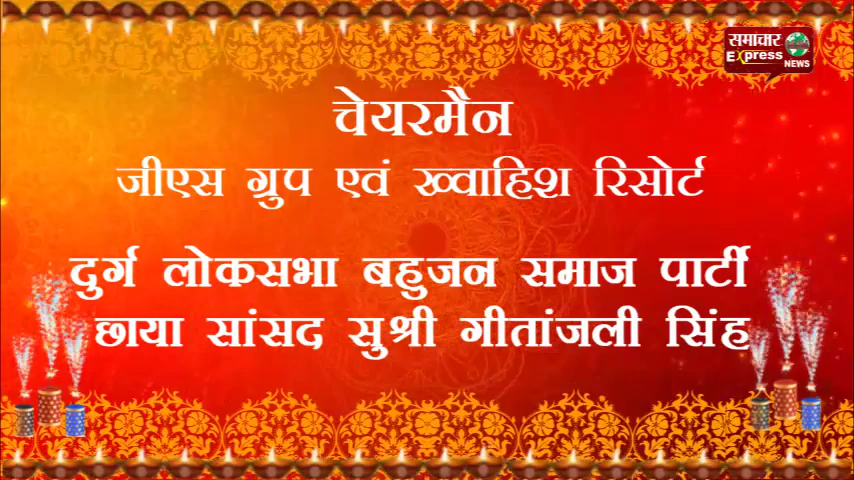 समाचार
Express
NEWS
चेयरमैन
जीएस ग्रुप एवं ख्वाहिश रिसोर्ट
दुर्ग लोकसभा बहुजन समाज पार्टी
छाया सांसद सुश्री गीतांजली सिंह